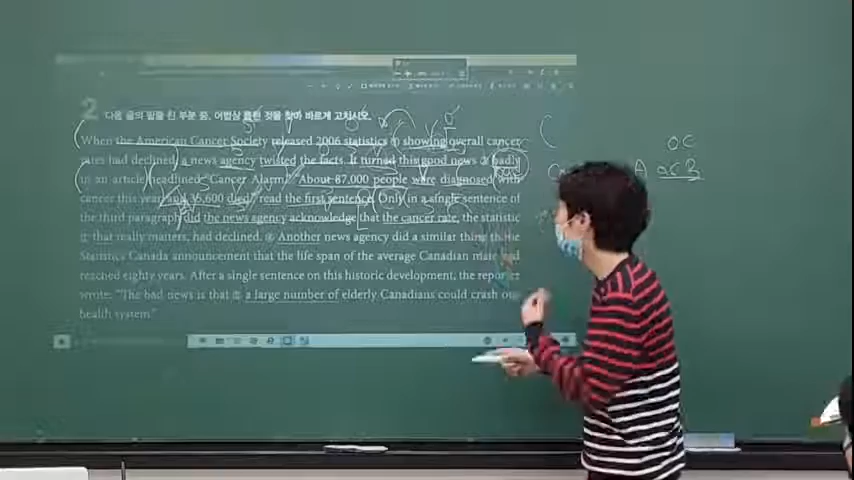 2 다음 글의 밑줄 친 부분 중, 어법상 틀린 것을 찾아 바르게 고치시오.
When the American Cancer Society released 2006 statistics ① showing overall cancer
rates had declined, a news agency twisted the facts. It turned this good news ② badly
in an article headlined "Cancer Alarm." About 87,000 people were diagnosed with
cancer this year and 35,600 died," read the first sentence. Only in a single sentence of
the third paragraph did the news agency acknowledge that the cancer rate, the statistic
③ that really matters, had declined. ④ Another news agency did a similar thing
Statistics Canada announcement that the life span of the average Canadian male had
reached eighty years. After a single sentence on this historic development, the reporter
wrote: "The bad news is that ⑤ a large number of elderly Canadians could crash our
health system."
OC